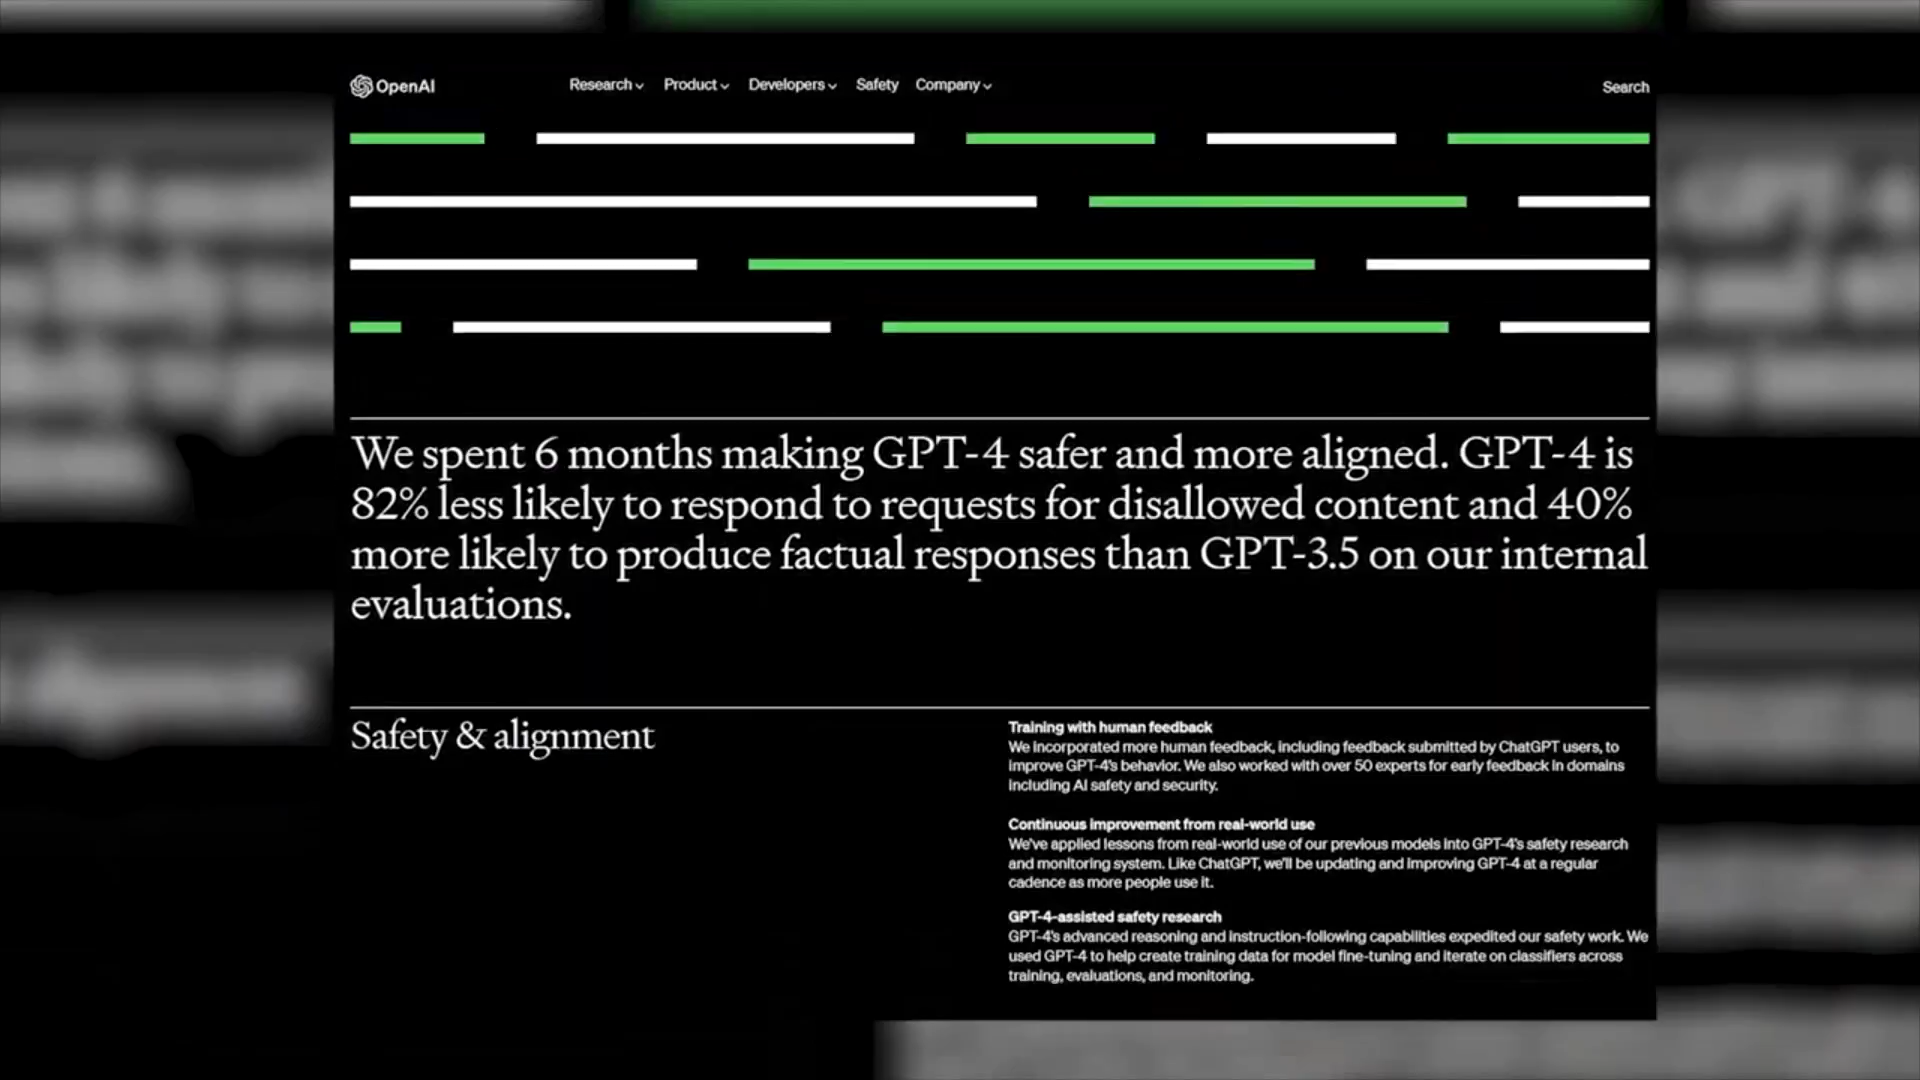 OpenAI
Research Product Developers Safety Company
Search
We spent 6 months making GPT-4 safer and more aligned. GPT-4 is
82% less likely to respond to requests for disallowed content and 40%
more likely to produce factual responses than GPT-3.5 on our internal
evaluations.
Safety & alignment
Training with human feedback
We incorporated more human feedback, including feedback submitted by ChatGPT users, to
improve GPT-4's behavior. We also worked with over 50 experts for early feedback in domains
including AI safety and security.
Continuous improvement from real-world use
We've applied lessons from real-world use of our previous models into GPT-4's safety research
and monitoring system. Like ChatGPT, we'll be updating and improving GPT-4 at a regular
cadence as more people use it.
GPT-4-assisted safety research
GPT-4's advanced reasoning and instruction-following capabilities expedited our safety work. We
used GPT-4 to help create training data for model fine-tuning and iterate on classifiers across
training, evaluations, and monitoring.